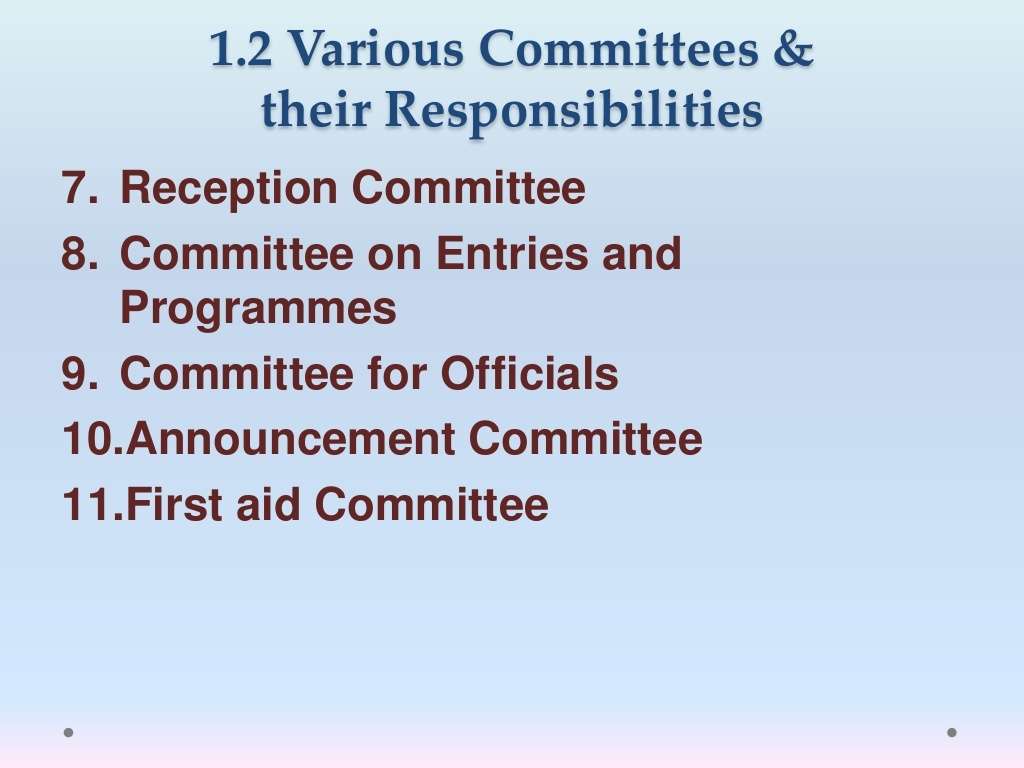 1.2 Various Committees &
their Responsibilities
7. Reception Committee
8. Committee on Entries and
Programmes
9. Committee for Officials
10.Announcement Committee
11.First aid Committee